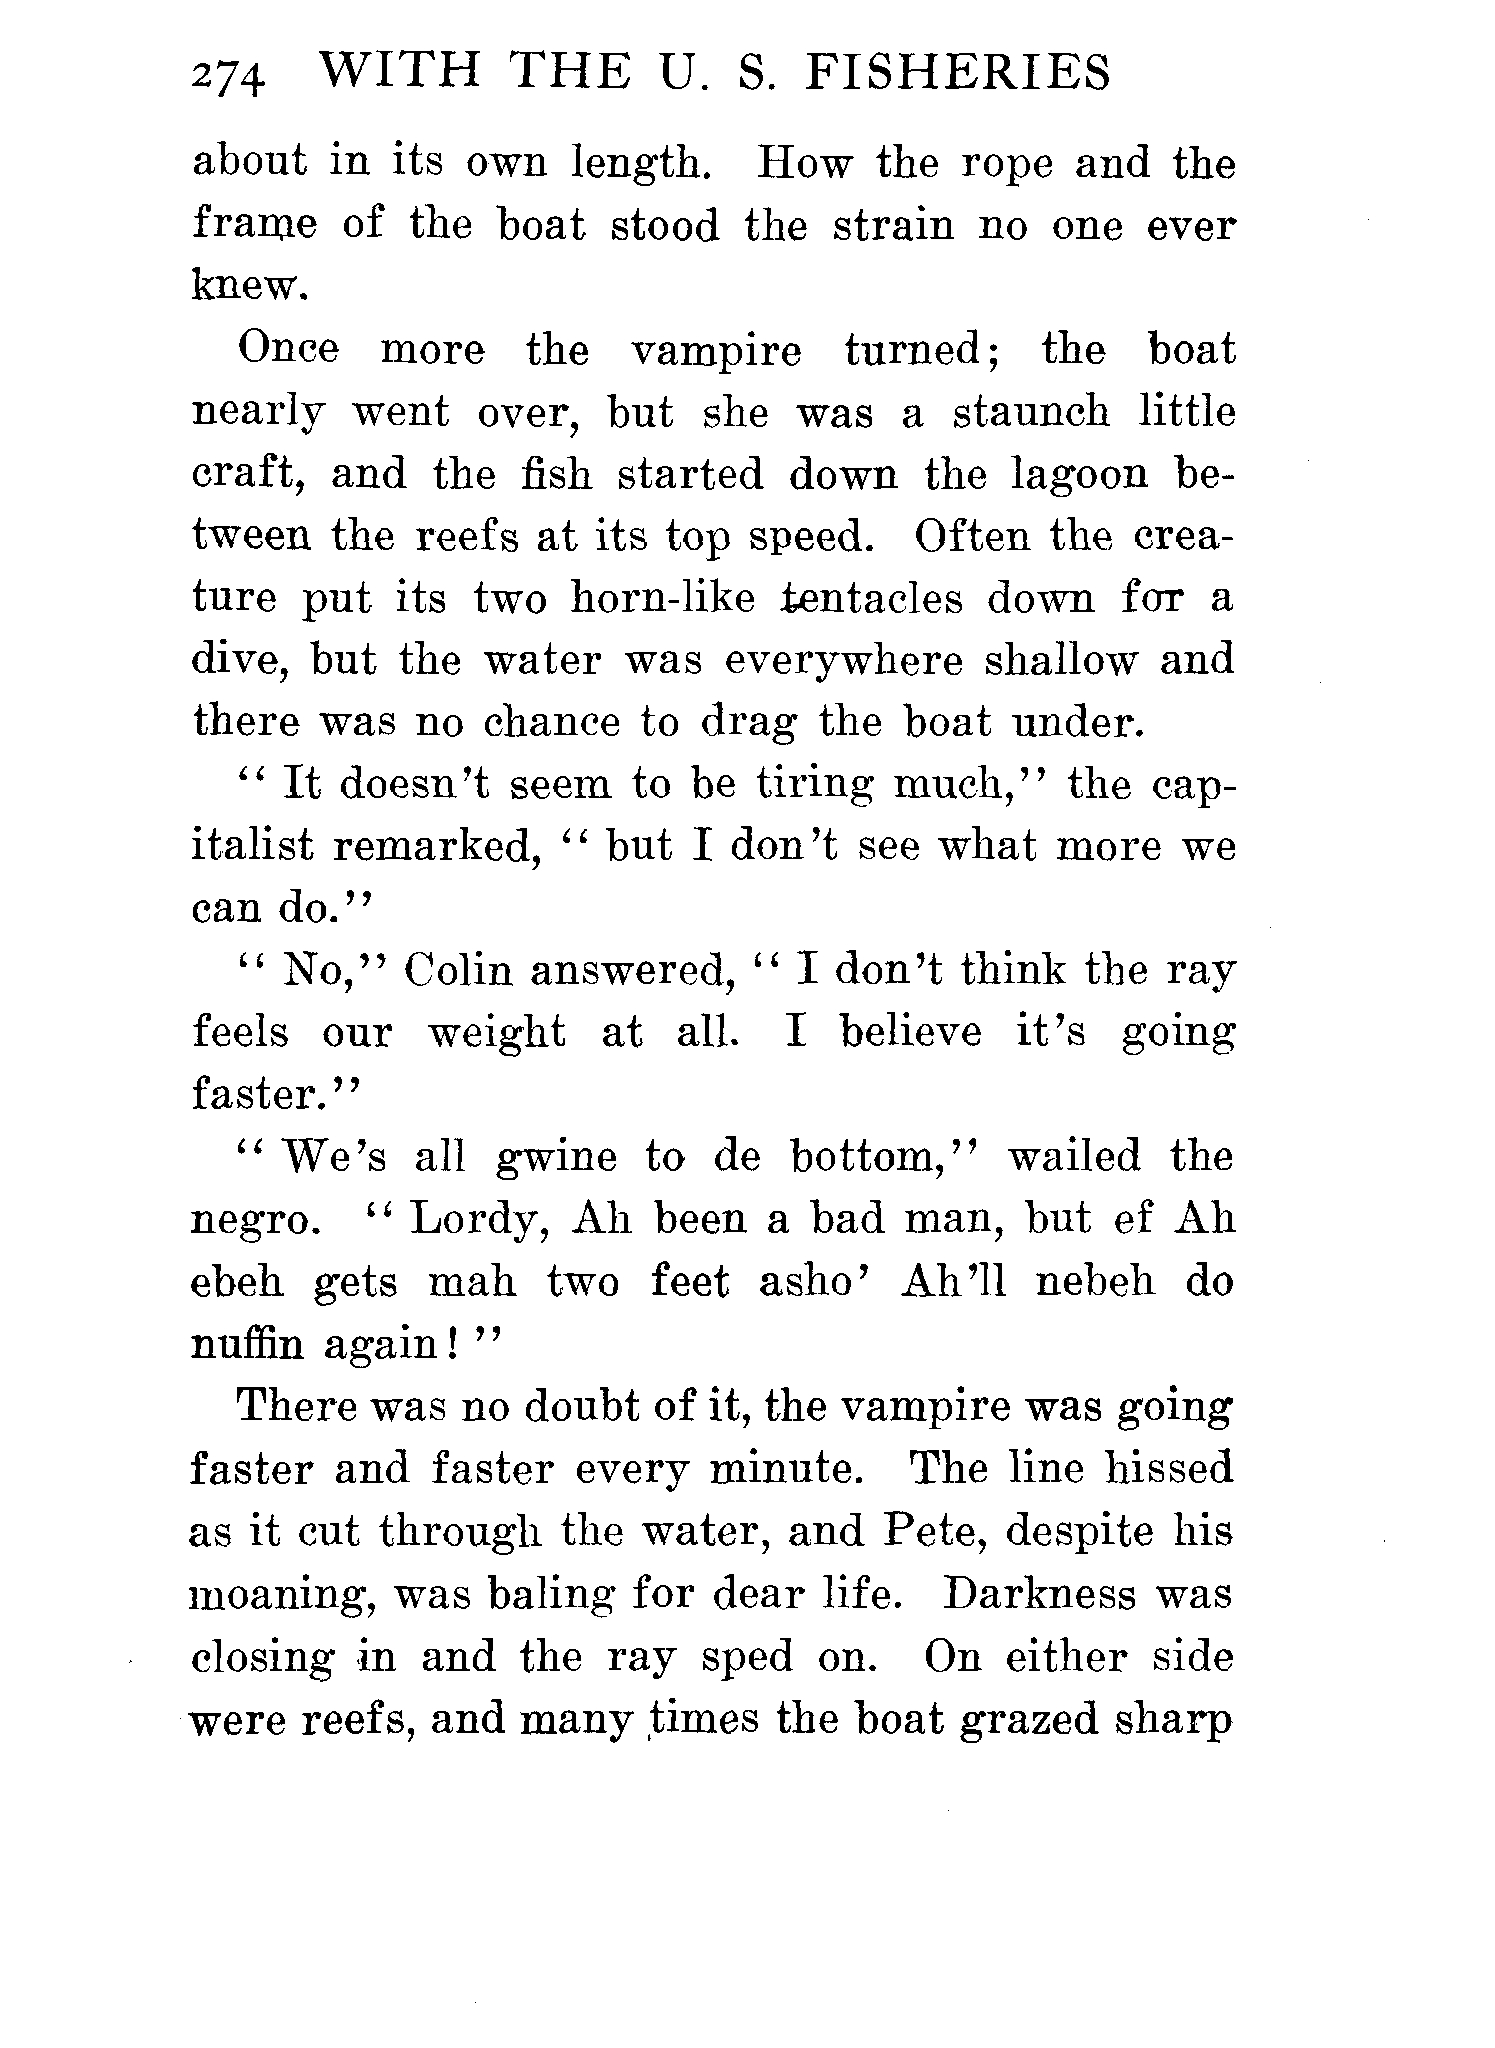 274 WITH THE U. S. FISHERIES
about in its own length. How the rope and the
frame of the boat stood the strain no one ever
knew.
Once more the vampire turned; the boat
nearly went over, but she was a staunch little
craft, and the fish started down the lagoon be-
tween the reefs at its top speed. Often the crea-
ture put its two horn-like tentacles down for a
dive, but the water was everywhere shallow and
there was no chance to drag the boat under.
“ It doesn’t seem to be tiring much,” the cap-
italist remarked, “ but I don’t see what more we
can do.”
“ No,” Colin answered, “ I don’t think the ray
feels our weight at all. I believe it’s going
faster.”
“ We’s all gwine to de bottom,” wailed the
negro. “ Lordy, Ah been a bad man, but ef Ah
ebeh gets mah two feet asho’ Ah’ll nebeh do
nuffin again! ”
There was no doubt of it, the vampire was going
faster and faster every minute. The line hissed
as it cut through the water, and Pete, despite his
moaning, was baling for dear life. Darkness was
closing in and the ray sped on. On either side
were reefs, and many times the boat grazed sharp